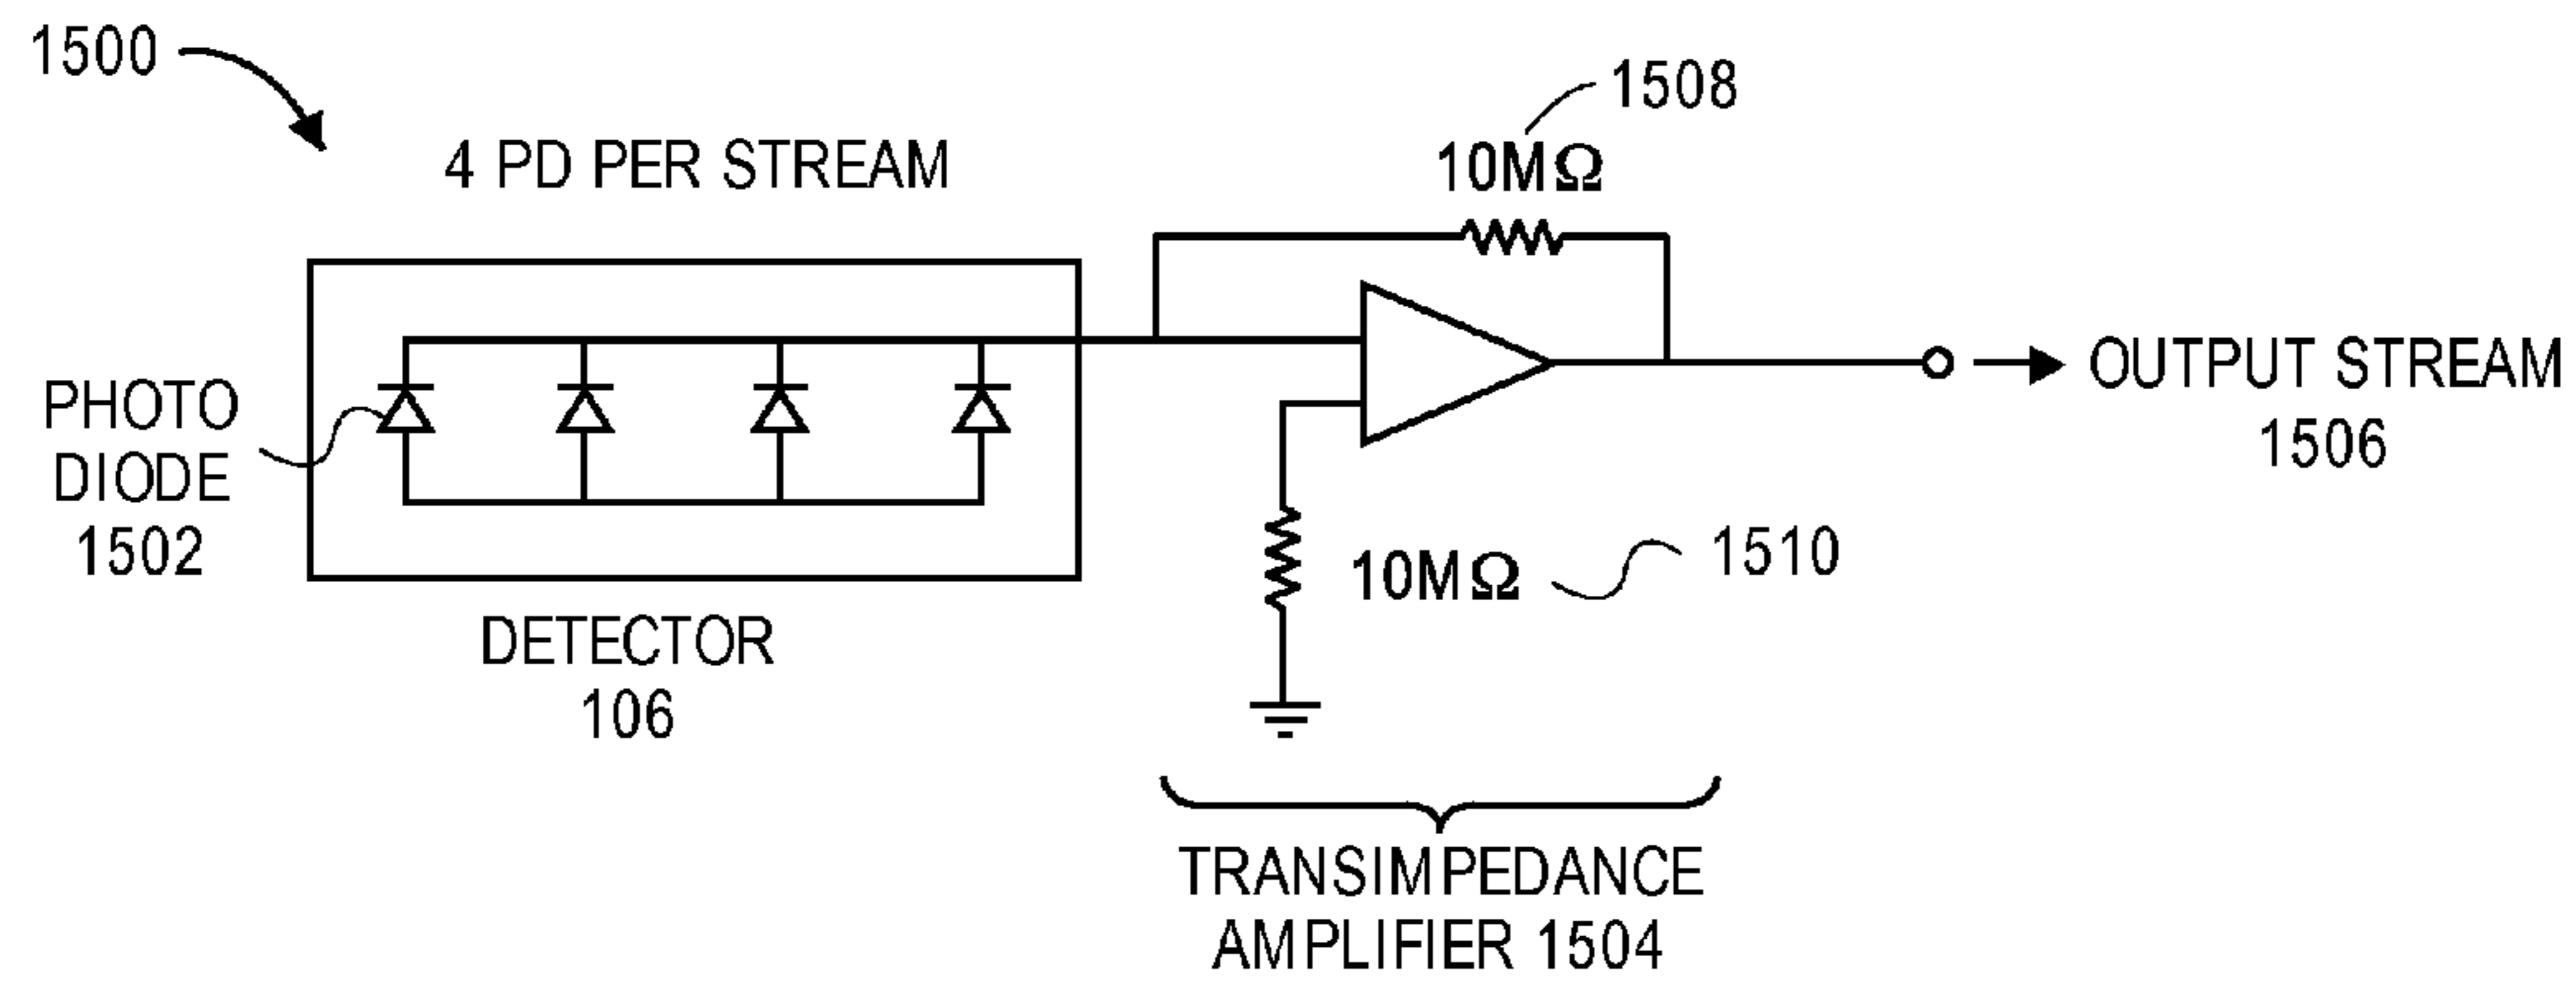 1500
4 PD PER STREAM
1508
10MΩ
PHOTO
DIODE
1502
OUTPUT STREAM
1506
10MΩ
1510
DETECTOR
106
TRANSIMPEDANCE
AMPLIFIER 1504